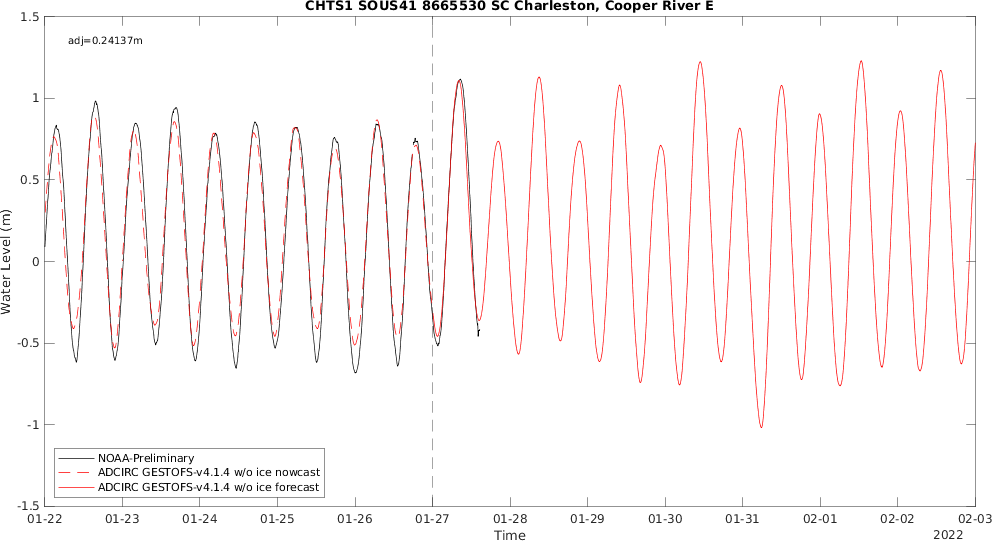 CHTS1 SOUS41 8665530 SC Charleston, Cooper River E
adj=0.24137m
1.5
1
0.5
0
-0.5
-1
-1.5
Water Level (m)
NOAA-Preliminary
ADCIRC GESTOFS-v4.1.4 w/o ice nowcast
ADCIRC GESTOFS-v4.1.4 w/o ice forecast
01-22 01-23 01-24 01-25 01-26 01-27 01-28 01-29 01-30 01-31 02-01 02-02 02-03
Time
2022